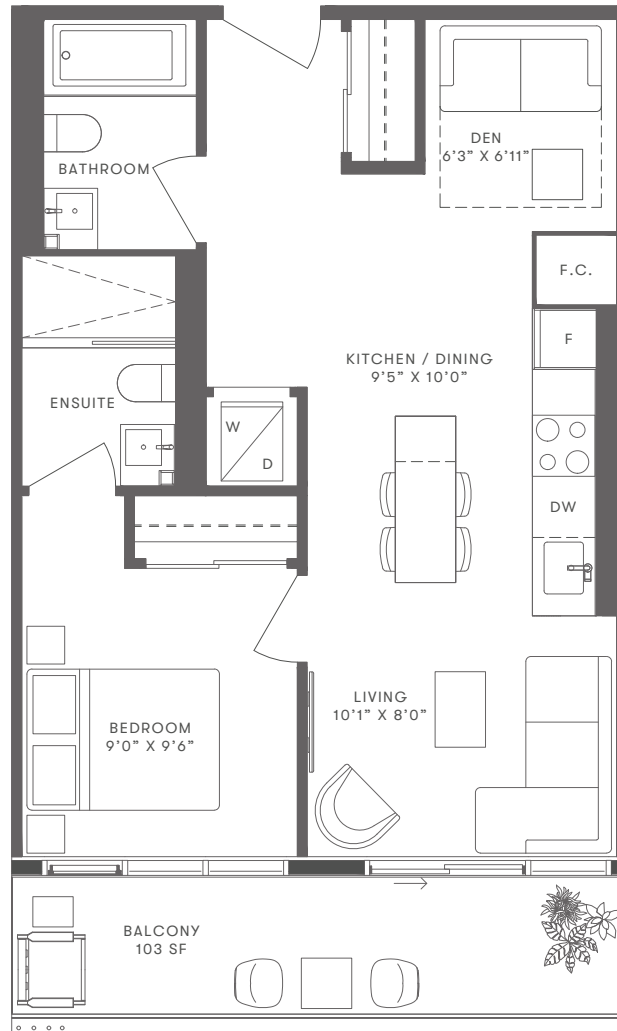 DEN
6'3" X 6'11"
BATHROOM
F.C.
F
KITCHEN / DINING
9'5" X 10'0"
ENSUITE
W
D
DW
LIVING
10'1" X 8'0"
BEDROOM
9'0" X 9'6"
BALCONY
103 SF